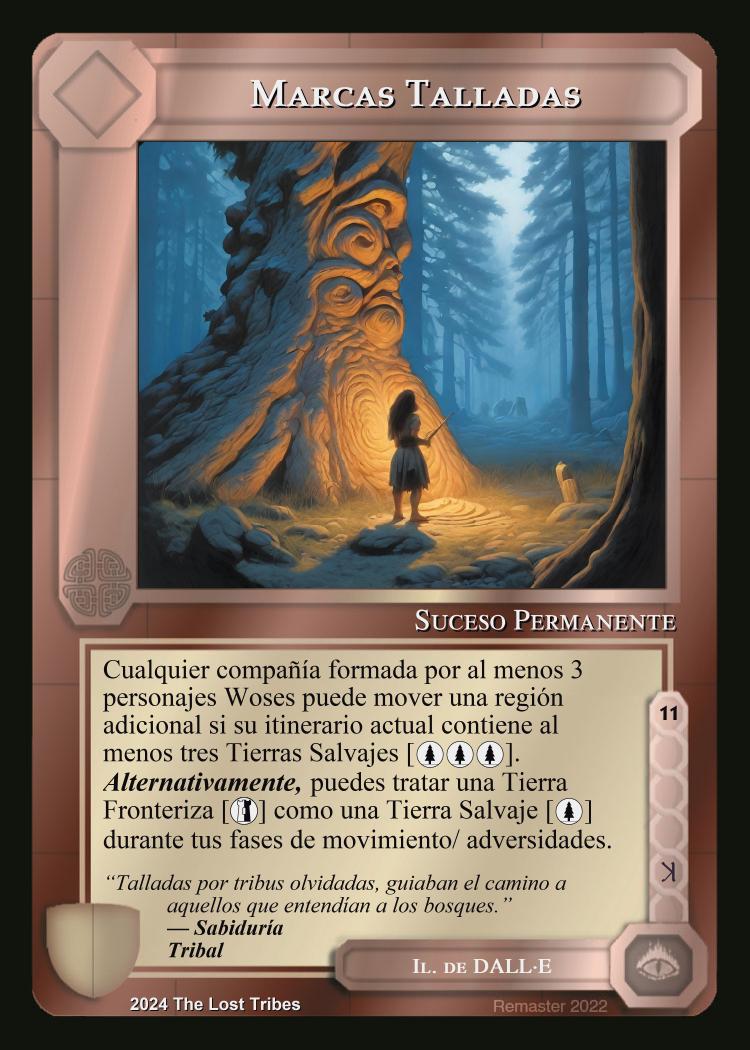 Marcas Talladas
Suceso Permanente
Cualquier compañía formada por al menos 3
personajes Woses puede mover una región
adicional si su itinerario actual contiene al
menos tres Tierras Salvajes [ ].
Alternativamente, puedes tratar una Tierra
Fronteriza [ ] como una Tierra Salvaje [ ]
durante tus fases de movimiento/ adversidades.
11
“Talladas por tribus olvidadas, guiaban el camino a
aquellos que entendían a los bosques.”
— Sabiduría
Tribal
Il. de DALL·E
2024 The Lost Tribes
Remaster 2022